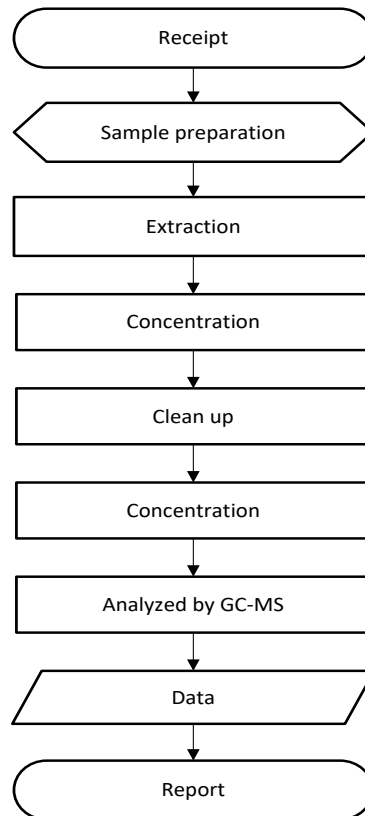 Receipt
Sample preparation
Extraction
Concentration
Clean up
Concentration
Analyzed by GC-MS
Data
Report